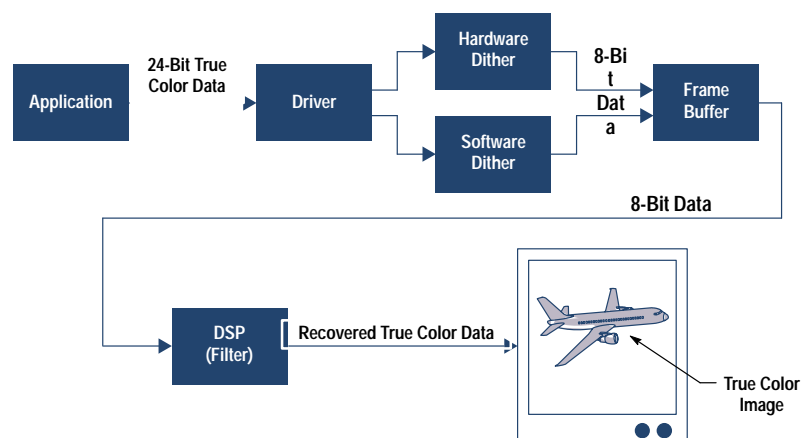 Application
24-Bit True
Color Data
Driver
Hardware
Dither
Software
Dither
8-Bi
t
Dat
a
Frame
Buffer
8-Bit Data
DSP
(Filter)
Recovered True Color Data
True Color
Image